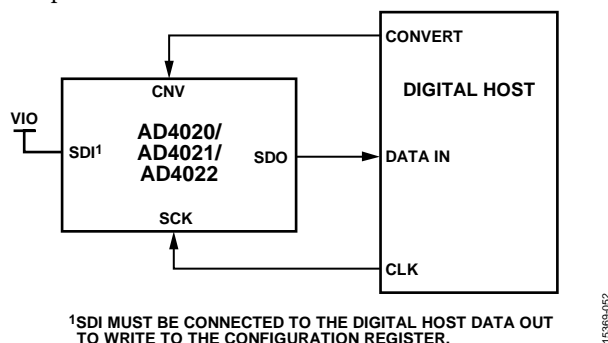 CONVERT
CNV
DIGITAL HOST
VIO
SDI1
AD4020/
AD4021/
AD4022
SDO
DATA IN
SCK
CLK
1SDI MUST BE CONNECTED TO THE DIGITAL HOST DATA OUT
TO WRITE TO THE CONFIGURATION REGISTER.
15369-052